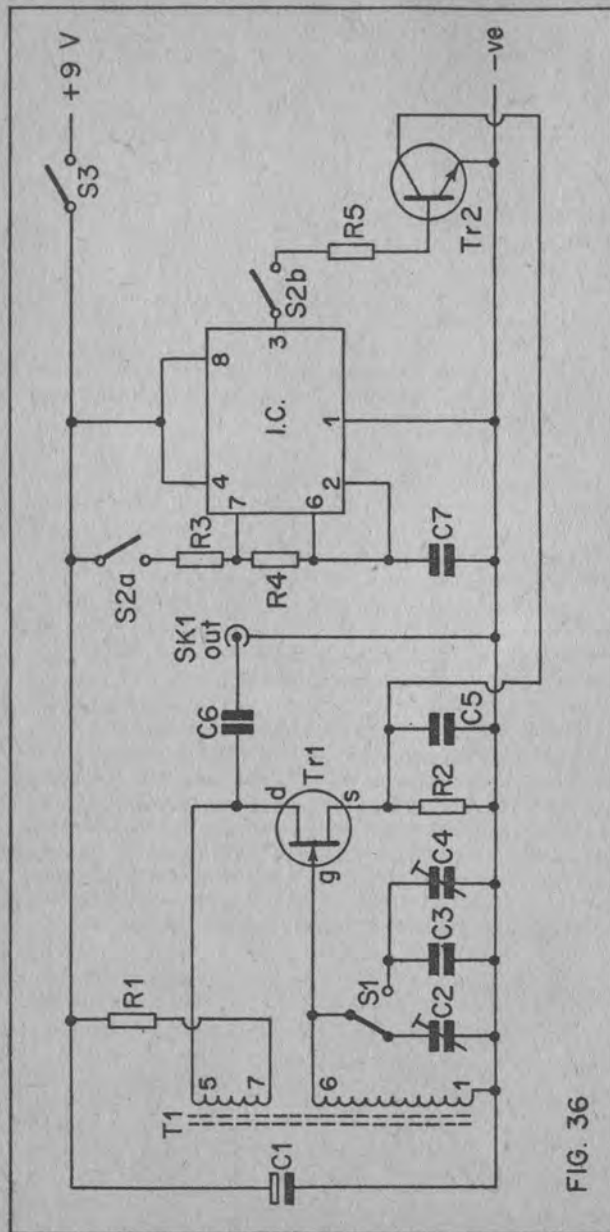 +9 V
S3
-ve
S2a
R3
R4
7
6
4
8
I.C.
2
1
3
S2b
R5
Tr2
C7
SK1
out
C6
R1
T1
5
7
6
1
C1
d
g
s
Tr1
S1
C2
C3
C4
R2
C5
FIG. 36